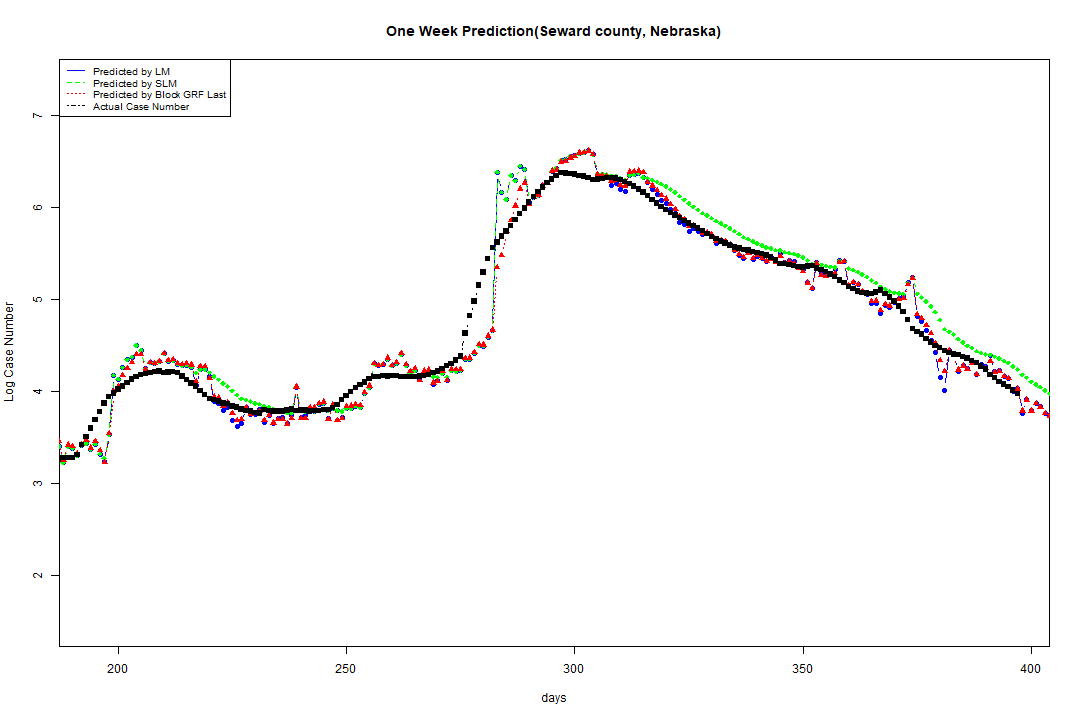 One Week Prediction(Seward county, Nebraska)
Predicted by LM
Predicted by SLM
Predicted by Block GRF Last
Actual Case Number
7
6
5
4
3
2
Log Case Number
200 250 300 350 400
days